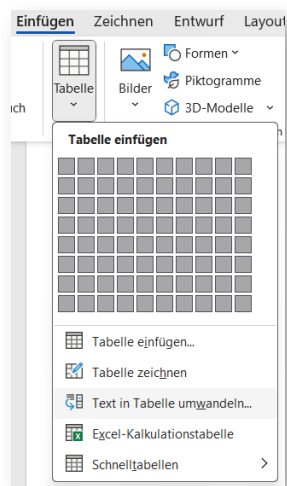 Einfügen Zeichnen Entwurf Layout
Tabelle
Bilder
Formen
Piktogramme
3D-Modelle
Tabelle einfügen
Tabelle einfügen...
Tabelle zeichnen
Text in Tabelle umwandeln...
Excel-Kalkulationstabelle
Schnelltabellen